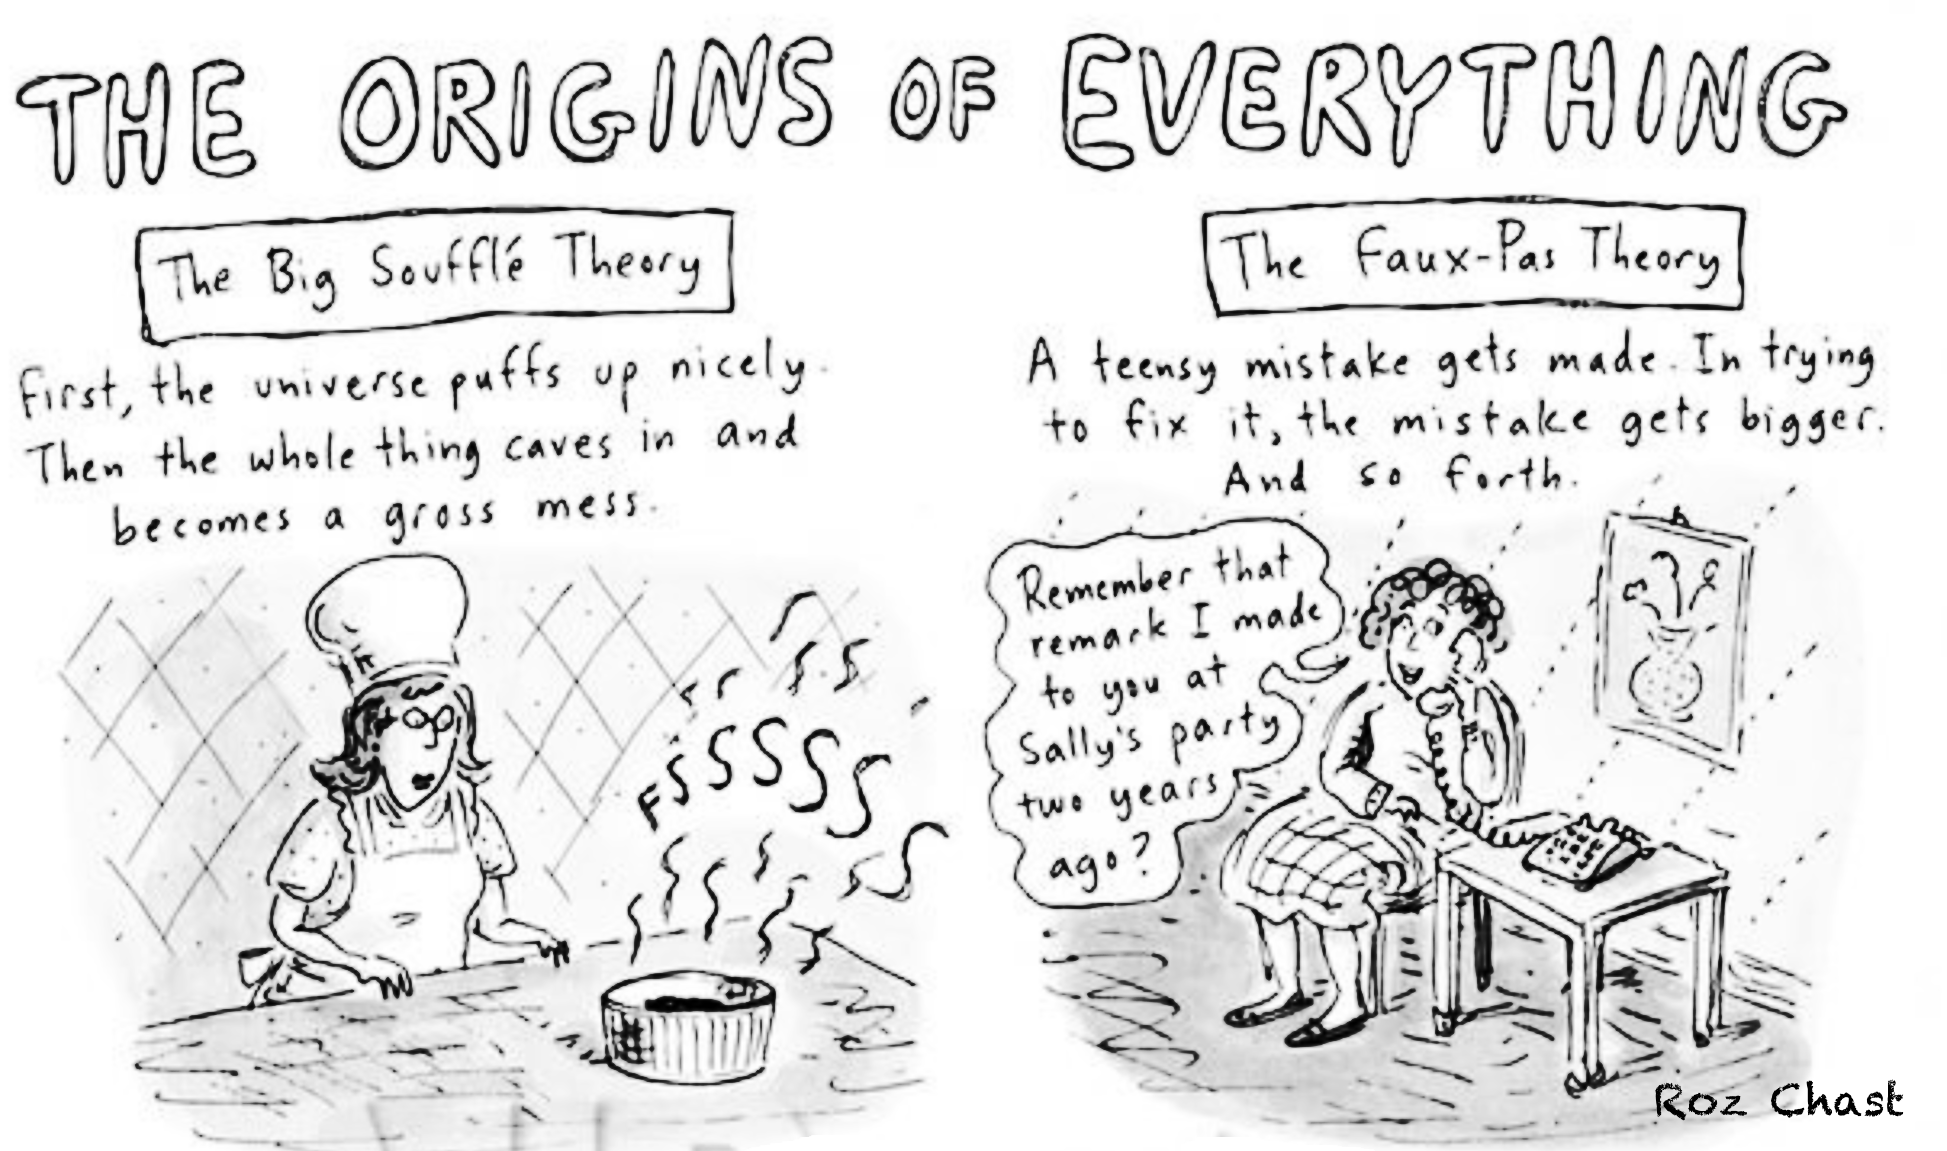 THE ORIGINS OF EVERYTHING
The Big Soufflé Theory
First, the universe puffs up nicely.
Then the whole thing caves in and
becomes a gross mess.
FSSSSS
The Faux-Pas Theory
A teensy mistake gets made. In trying
to fix it, the mistake gets bigger.
And so forth.
Remember that
remark I made
to you at
Sally's party
two years
ago?
Roz Chast